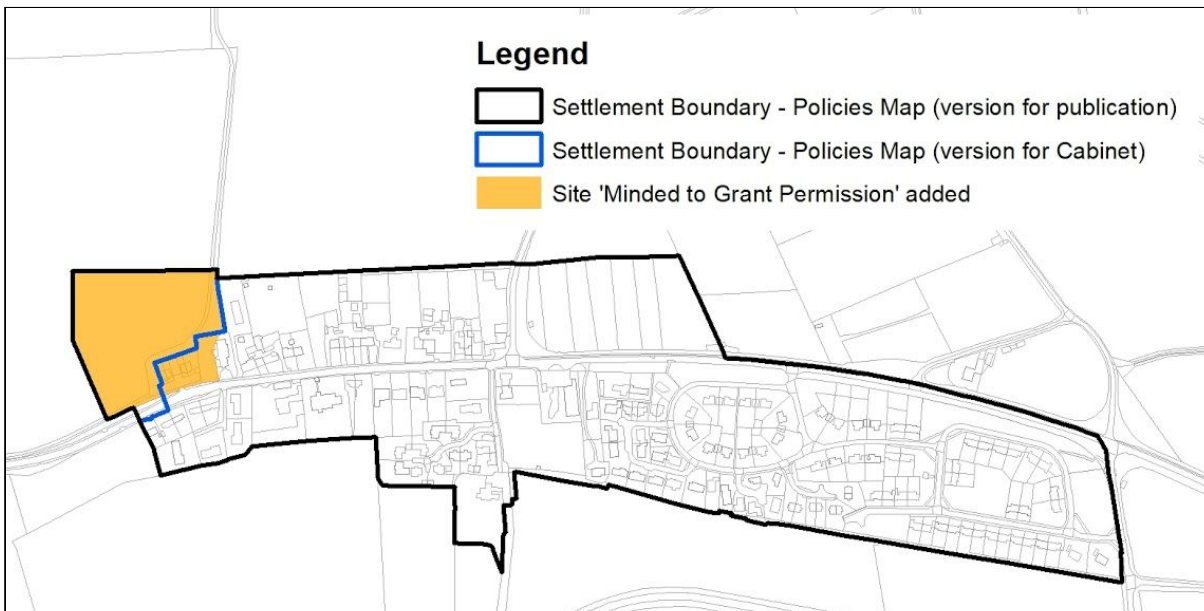 Legend
Settlement Boundary - Policies Map (version for publication)
Settlement Boundary - Policies Map (version for Cabinet)
Site 'Minded to Grant Permission' added